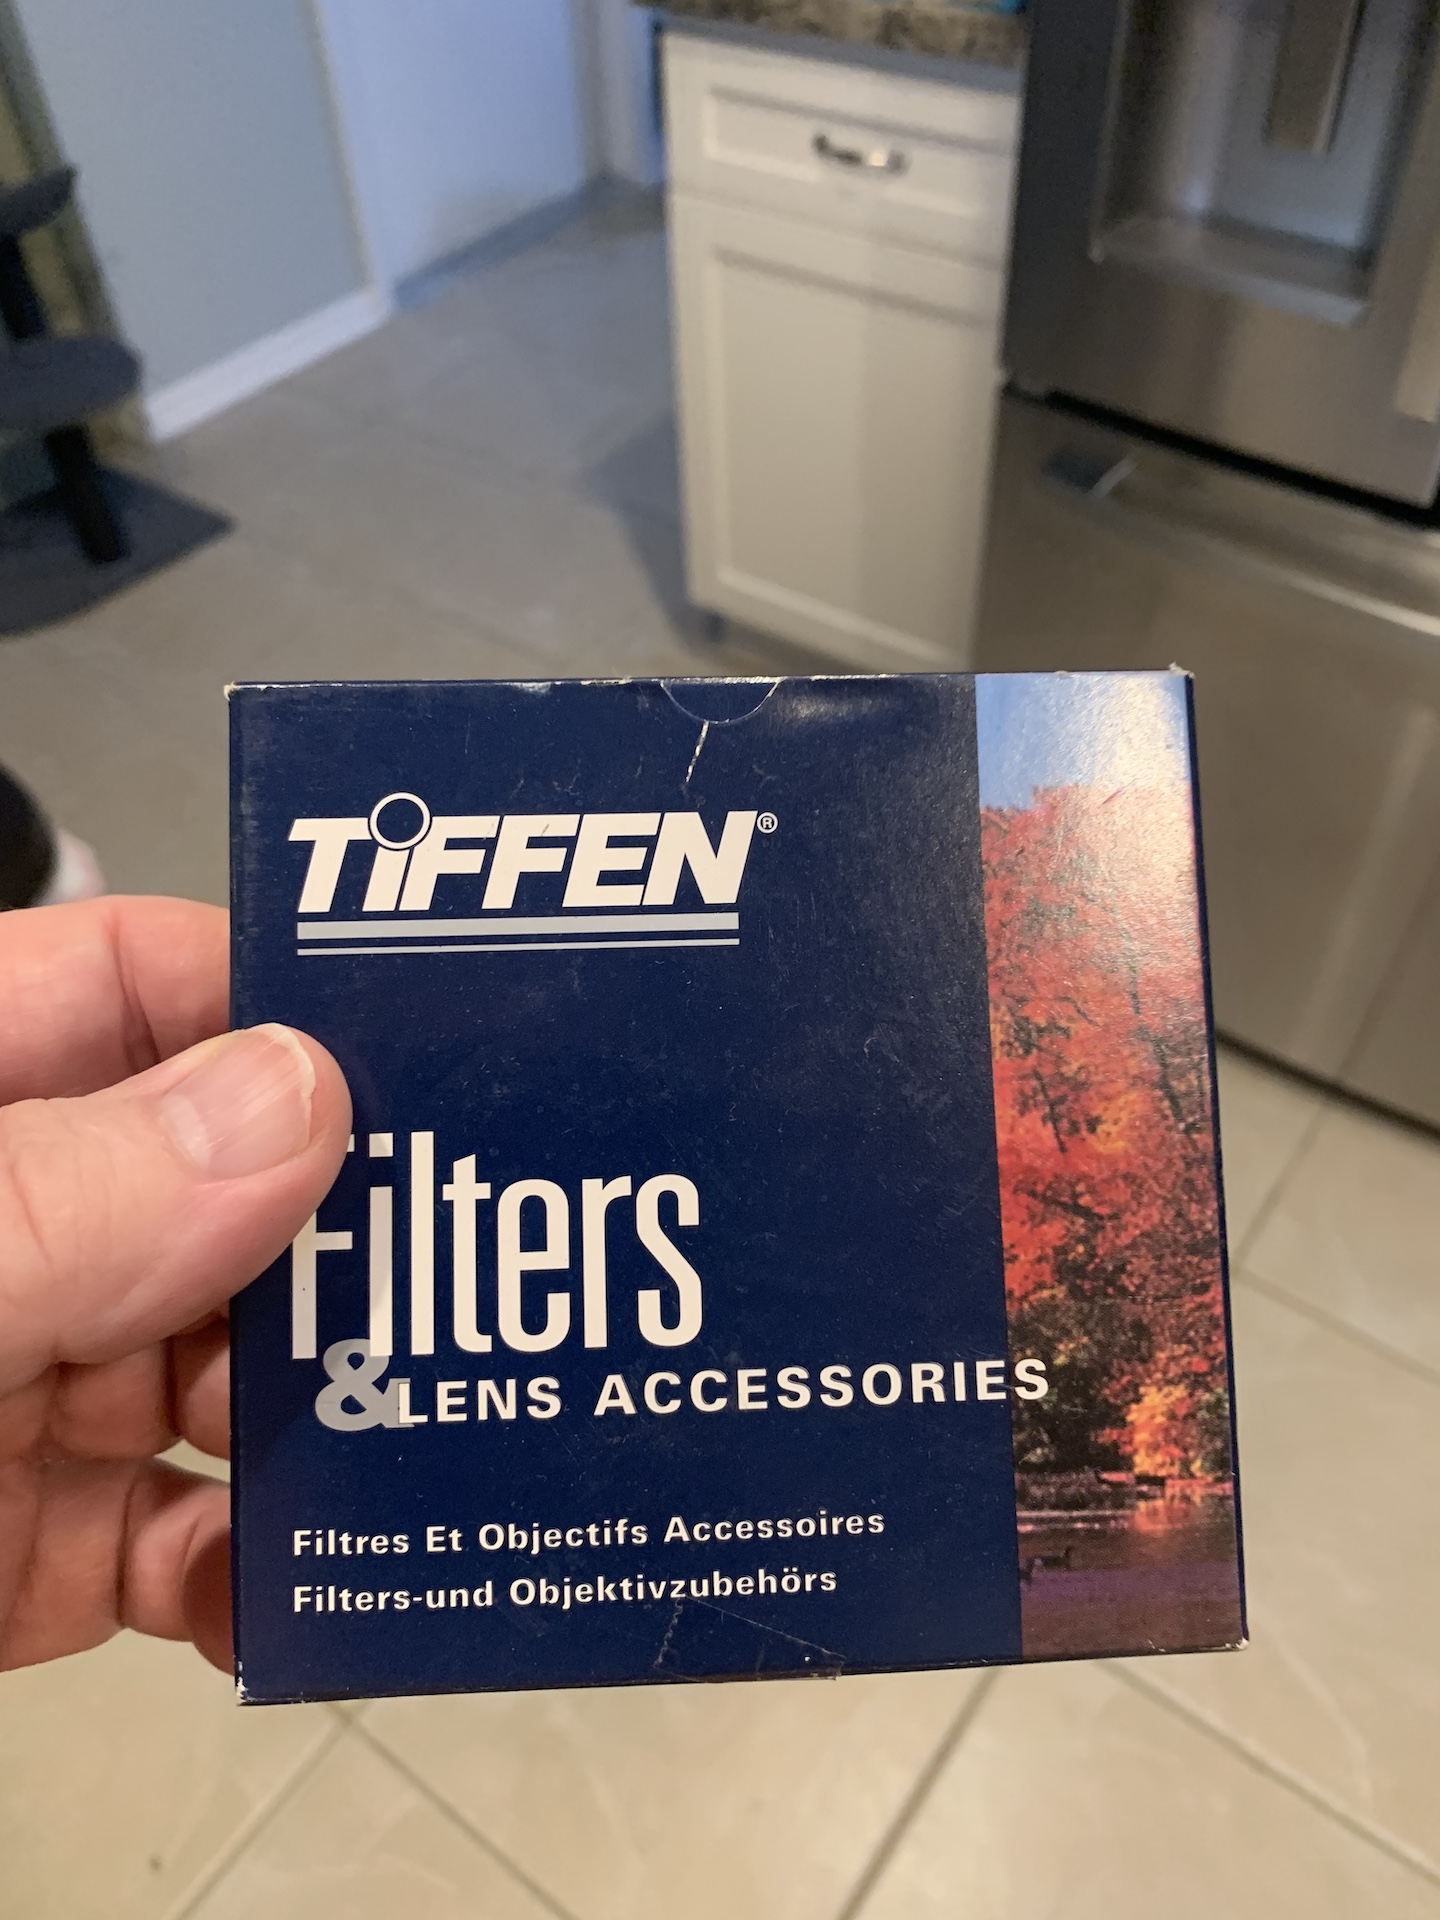 TiFFEN®
Filters
& LENS ACCESSORIES
Filtres Et Objectifs Accessoires
Filters-und Objektivzubehörs